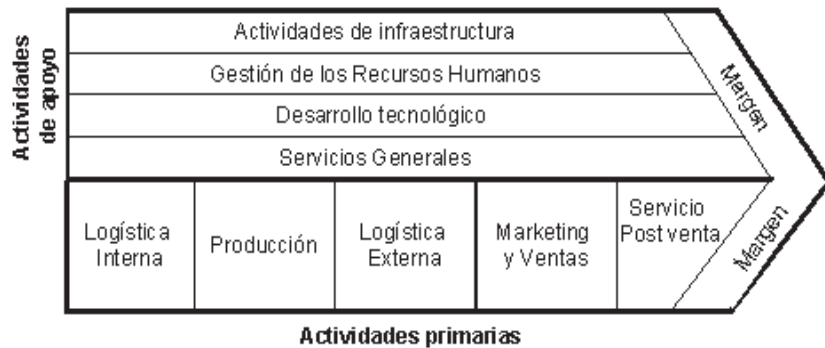 Actividades
de apoyo
Actividades de infraestructura
Gestión de los Recursos Humanos
Desarrollo tecnológico
Servicios Generales
Margen
Logística
Interna
Producción
Logística
Externa
Marketing
y Ventas
Servicio
Post venta
Margen
Actividades primarias